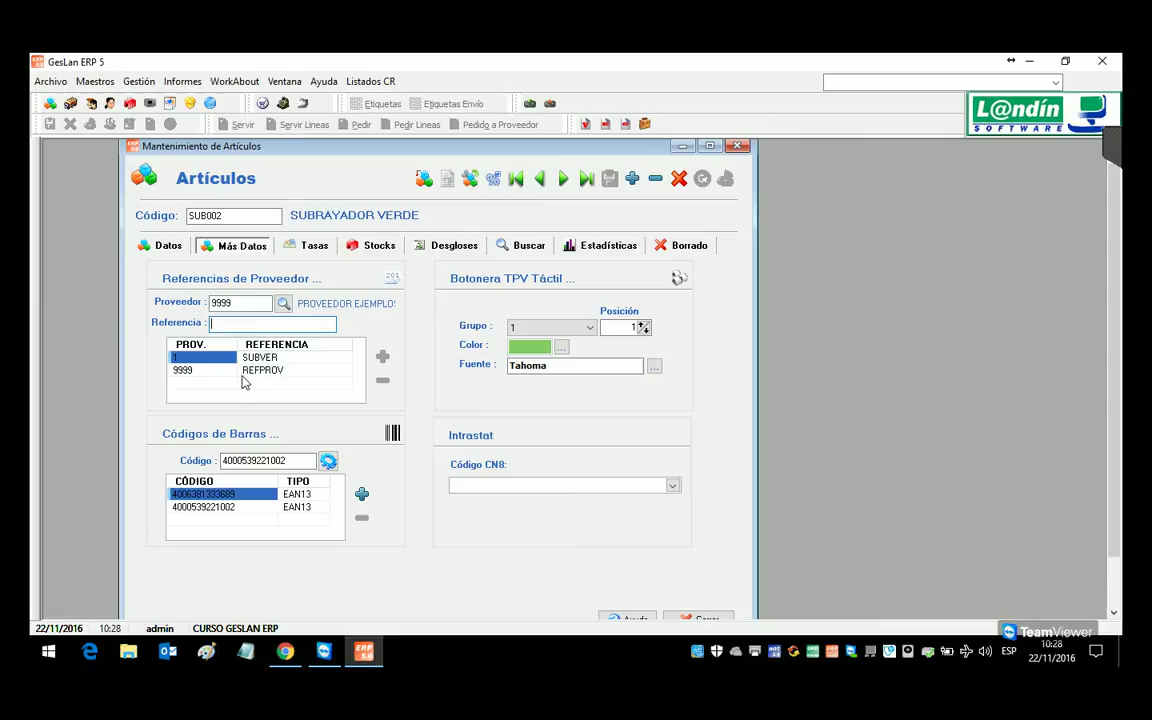 GesLan ERP 5
Archivo Maestros Gestión Informes WorkAbout Ventana Ayuda Listados CR
Etiquetas Etiquetas Envío
Servir Servir Lineas Pedir Pedir Lineas Pedido a Proveedor
L@ndín
SOFTWARE
Mantenimiento de Artículos
Artículos
Código: SUB002 SUBRAYADOR VERDE
Datos Más Datos Tasas Stocks Desgloses Buscar Estadísticas Borrado
Referencias de Proveedor ...
Proveedor : 9999 PROVEEDOR EJEMPLO
Referencia :
PROV. REFERENCIA
1 SUBVER
9999 REFPROV
Botonera TPV Táctil ...
Posición
Grupo : 1 1
Color : ...
Fuente : Tahoma ...
Códigos de Barras ...
Código : 4000539221002
CÓDIGO TIPO
4006381333689 EAN13
4000539221002 EAN13
Intrastat
Código CN8:
22/11/2016 10:28 admin CURSO GESLAN ERP
TeamViewer
ESP
10:28
22/11/2016